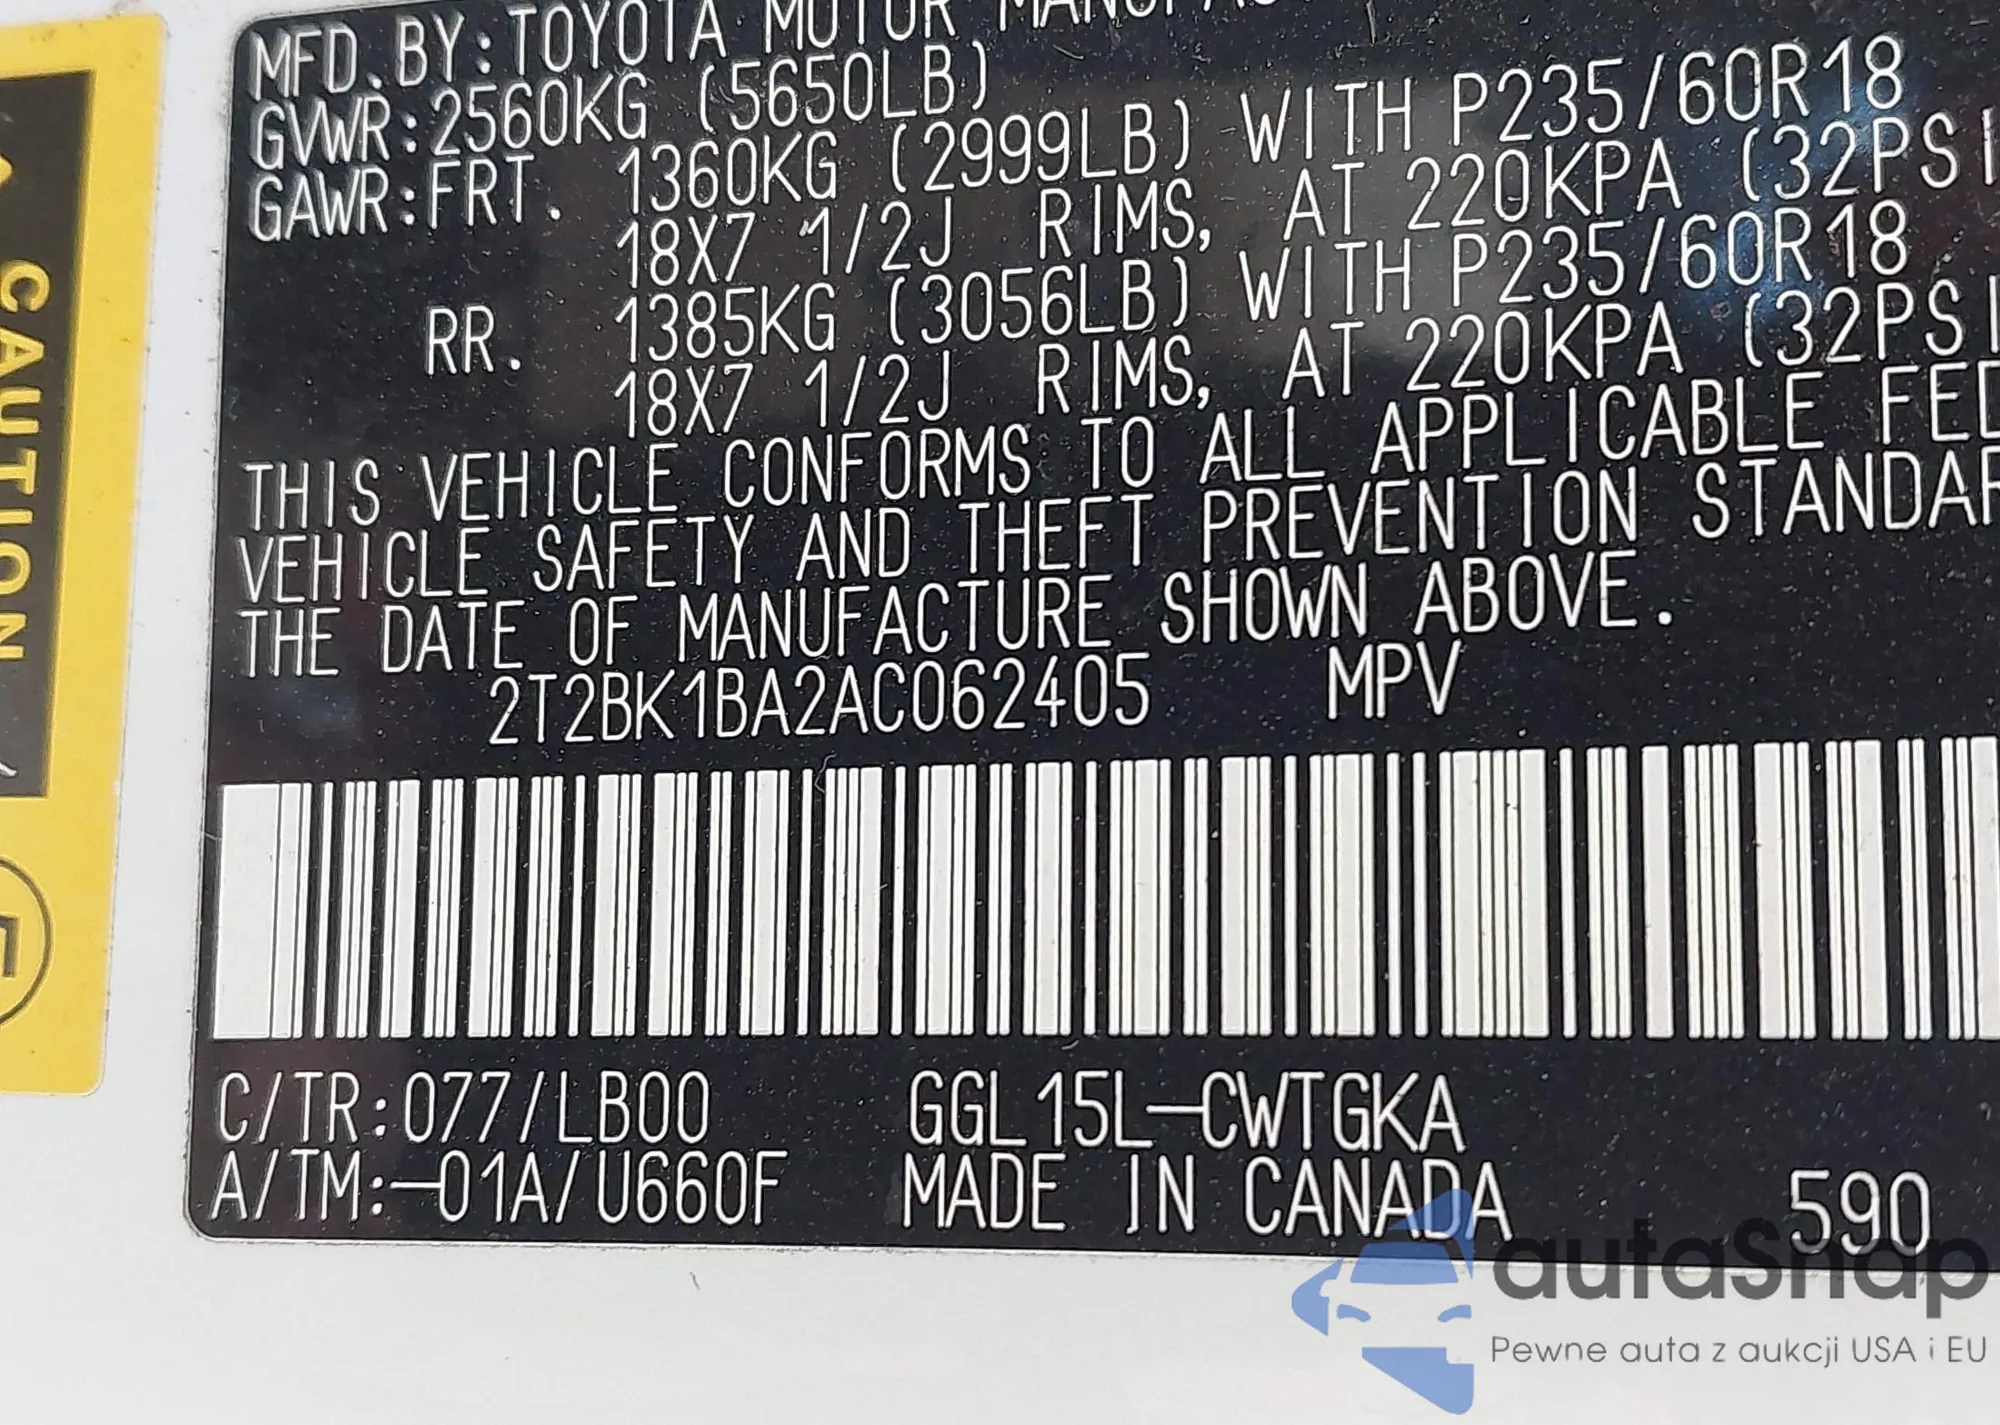 MFD. BY: TOYOTA MOTOR MANUFAC
GVWR: 2560KG (5650LB)
GAWR: FRT. 1360KG (2999LB) WITH P235/60R18
18X7 1/2J RIMS, AT 220KPA (32PSI
RR. 1385KG (3056LB) WITH P235/60R18
18X7 1/2J RIMS, AT 220KPA (32PSI
THIS VEHICLE CONFORMS TO ALL APPLICABLE FED
VEHICLE SAFETY AND THEFT PREVENTION STANDAR
THE DATE OF MANUFACTURE SHOWN ABOVE.
2T2BK1BA2AC062405 MPV
C/TR: 077/LB00 GGL15L-CWTGKA
A/TM: -01A/U660F MADE IN CANADA 590
CAUTION
autaSnap
Pewne auta z aukcji USA i EU